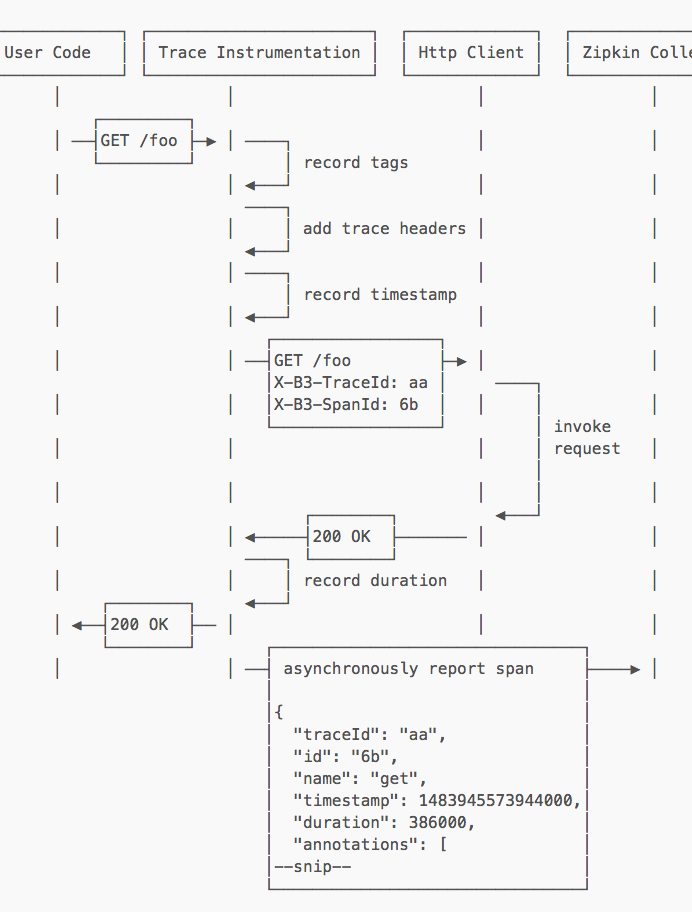 User Code Trace Instrumentation Http Client Zipkin
GET /foo
record tags
add trace headers
record timestamp
GET /foo
X-B3-TraceId: aa
X-B3-SpanId: 6b
invoke
request
200 OK
record duration
200 OK
asynchronously report span
{
"traceId": "aa",
"id": "6b",
"name": "get",
"timestamp": 1483945573944000,
"duration": 386000,
"annotations": [
--snip--